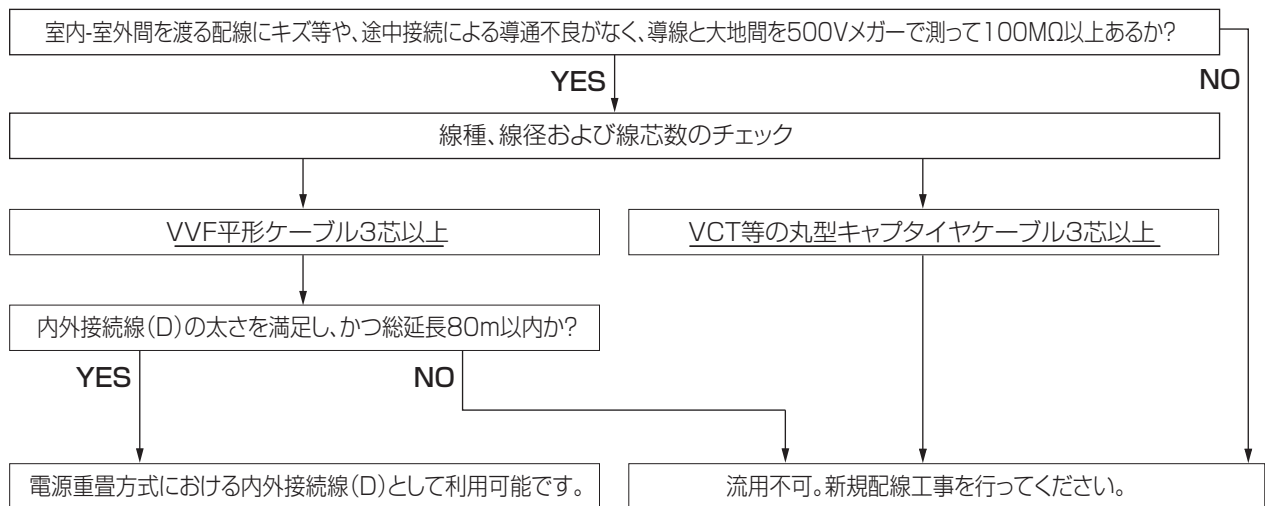 室内-室外間を渡る配線にキズ等や、途中接続による導通不良がなく、導線と大地間を500Vメガーで測って100MΩ以上あるか?
YES
NO
線種、線径および線芯数のチェック
VVF平形ケーブル3芯以上
VCT等の丸型キャプタイヤケーブル3芯以上
内外接続線(D)の太さを満足し、かつ総延長80m以内か?
YES
NO
電源重畳方式における内外接続線(D)として利用可能です。
流用不可。新規配線工事を行ってください。